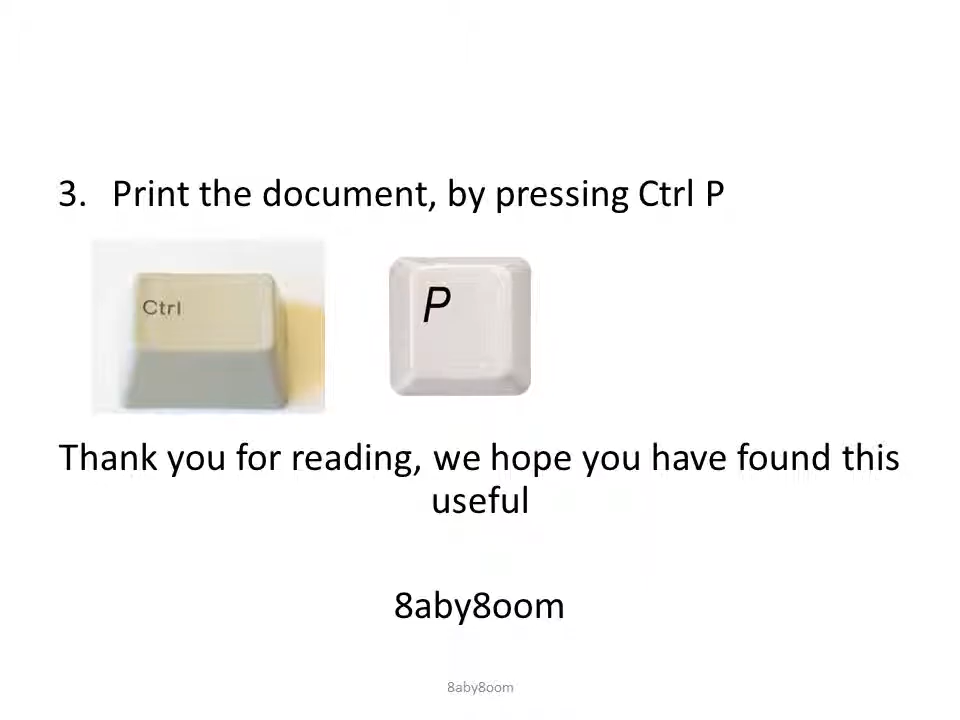 3. Print the document, by pressing Ctrl P
Ctrl
P
Thank you for reading, we hope you have found this
useful
8aby8oom
8aby8oom